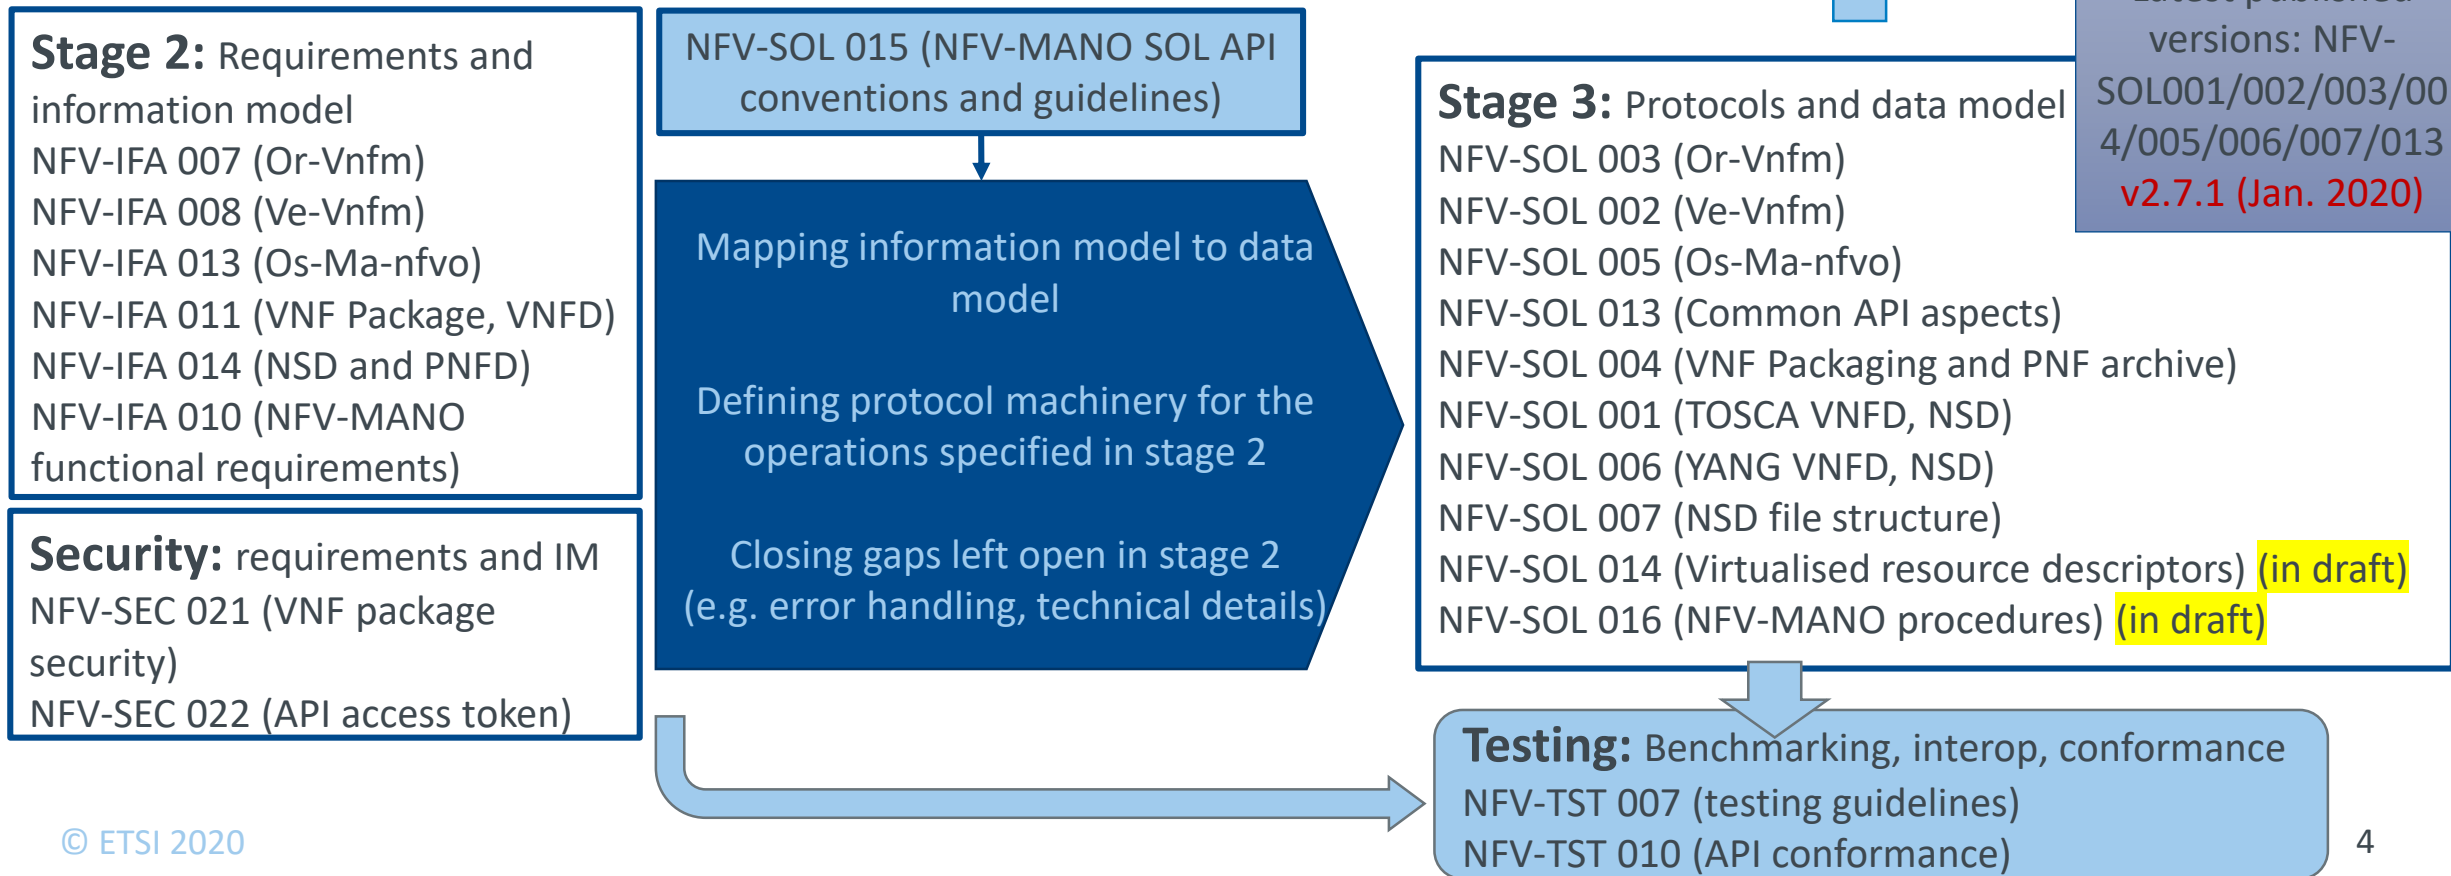 Stage 2: Requirements and
information model
NFV-IFA 007 (Or-Vnfm)
NFV-IFA 008 (Ve-Vnfm)
NFV-IFA 013 (Os-Ma-nfvo)
NFV-IFA 011 (VNF Package, VNFD)
NFV-IFA 014 (NSD and PNFD)
NFV-IFA 010 (NFV-MANO
functional requirements)
Security: requirements and IM
NFV-SEC 021 (VNF package
security)
NFV-SEC 022 (API access token)
NFV-SOL 015 (NFV-MANO SOL API
conventions and guidelines)
Mapping information model to data
model
Defining protocol machinery for the
operations specified in stage 2
Closing gaps left open in stage 2
(e.g. error handling, technical details)
Latest published
versions: NFV-
SOL001/002/003/00
4/005/006/007/013
v2.7.1 (Jan. 2020)
Stage 3: Protocols and data model
NFV-SOL 003 (Or-Vnfm)
NFV-SOL 002 (Ve-Vnfm)
NFV-SOL 005 (Os-Ma-nfvo)
NFV-SOL 013 (Common API aspects)
NFV-SOL 004 (VNF Packaging and PNF archive)
NFV-SOL 001 (TOSCA VNFD, NSD)
NFV-SOL 006 (YANG VNFD, NSD)
NFV-SOL 007 (NSD file structure)
NFV-SOL 014 (Virtualised resource descriptors) (in draft)
NFV-SOL 016 (NFV-MANO procedures) (in draft)
Testing: Benchmarking, interop, conformance
NFV-TST 007 (testing guidelines)
NFV-TST 010 (API conformance)
© ETSI 2020
4